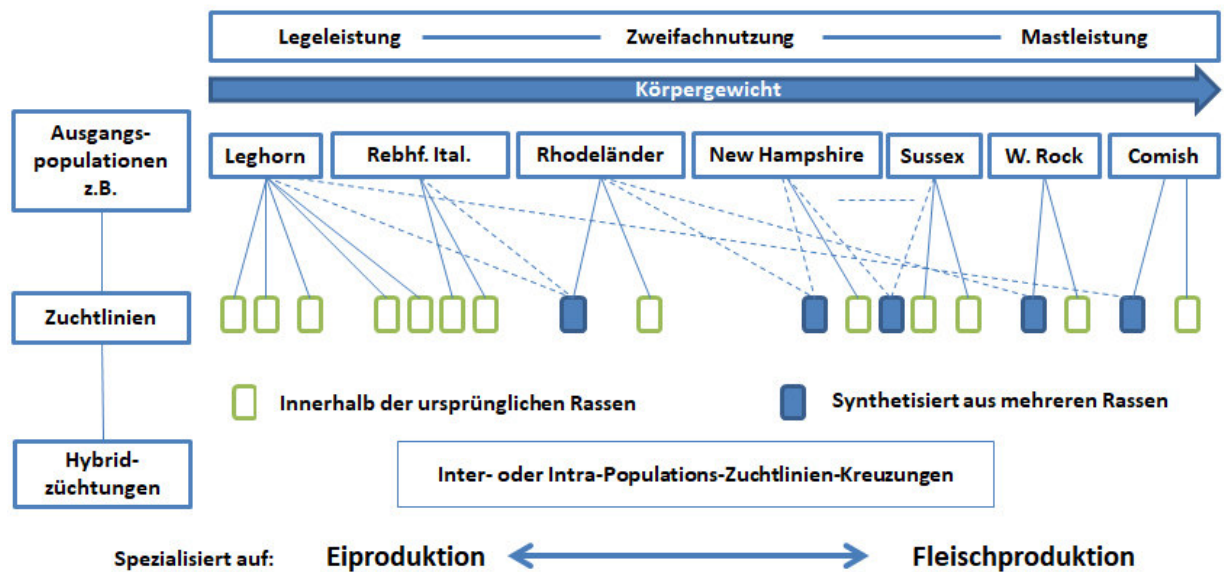 Legeleistung Zweifachnutzung Mastleistung
Körpergewicht
Ausgangs-
populationen
z.B.
Leghorn Rebhf. Ital. Rhodeländer New Hampshire Sussex W. Rock Comish
Zuchtlinien
Innerhalb der ursprünglichen Rassen Synthetisiert aus mehreren Rassen
Hybrid-
züchtungen
Inter- oder Intra-Populations-Zuchtlinien-Kreuzungen
Spezialisiert auf: Eiproduktion Fleischproduktion